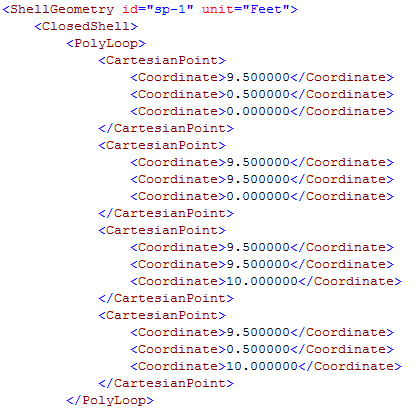 <ShellGeometry id="sp-1" unit="Feet">
<ClosedShell>
<PolyLoop>
<CartesianPoint>
<Coordinate>9.500000</Coordinate>
<Coordinate>0.500000</Coordinate>
<Coordinate>0.000000</Coordinate>
</CartesianPoint>
<CartesianPoint>
<Coordinate>9.500000</Coordinate>
<Coordinate>9.500000</Coordinate>
<Coordinate>0.000000</Coordinate>
</CartesianPoint>
<CartesianPoint>
<Coordinate>9.500000</Coordinate>
<Coordinate>9.500000</Coordinate>
<Coordinate>10.000000</Coordinate>
</CartesianPoint>
<CartesianPoint>
<Coordinate>9.500000</Coordinate>
<Coordinate>0.500000</Coordinate>
<Coordinate>10.000000</Coordinate>
</CartesianPoint>
</PolyLoop>